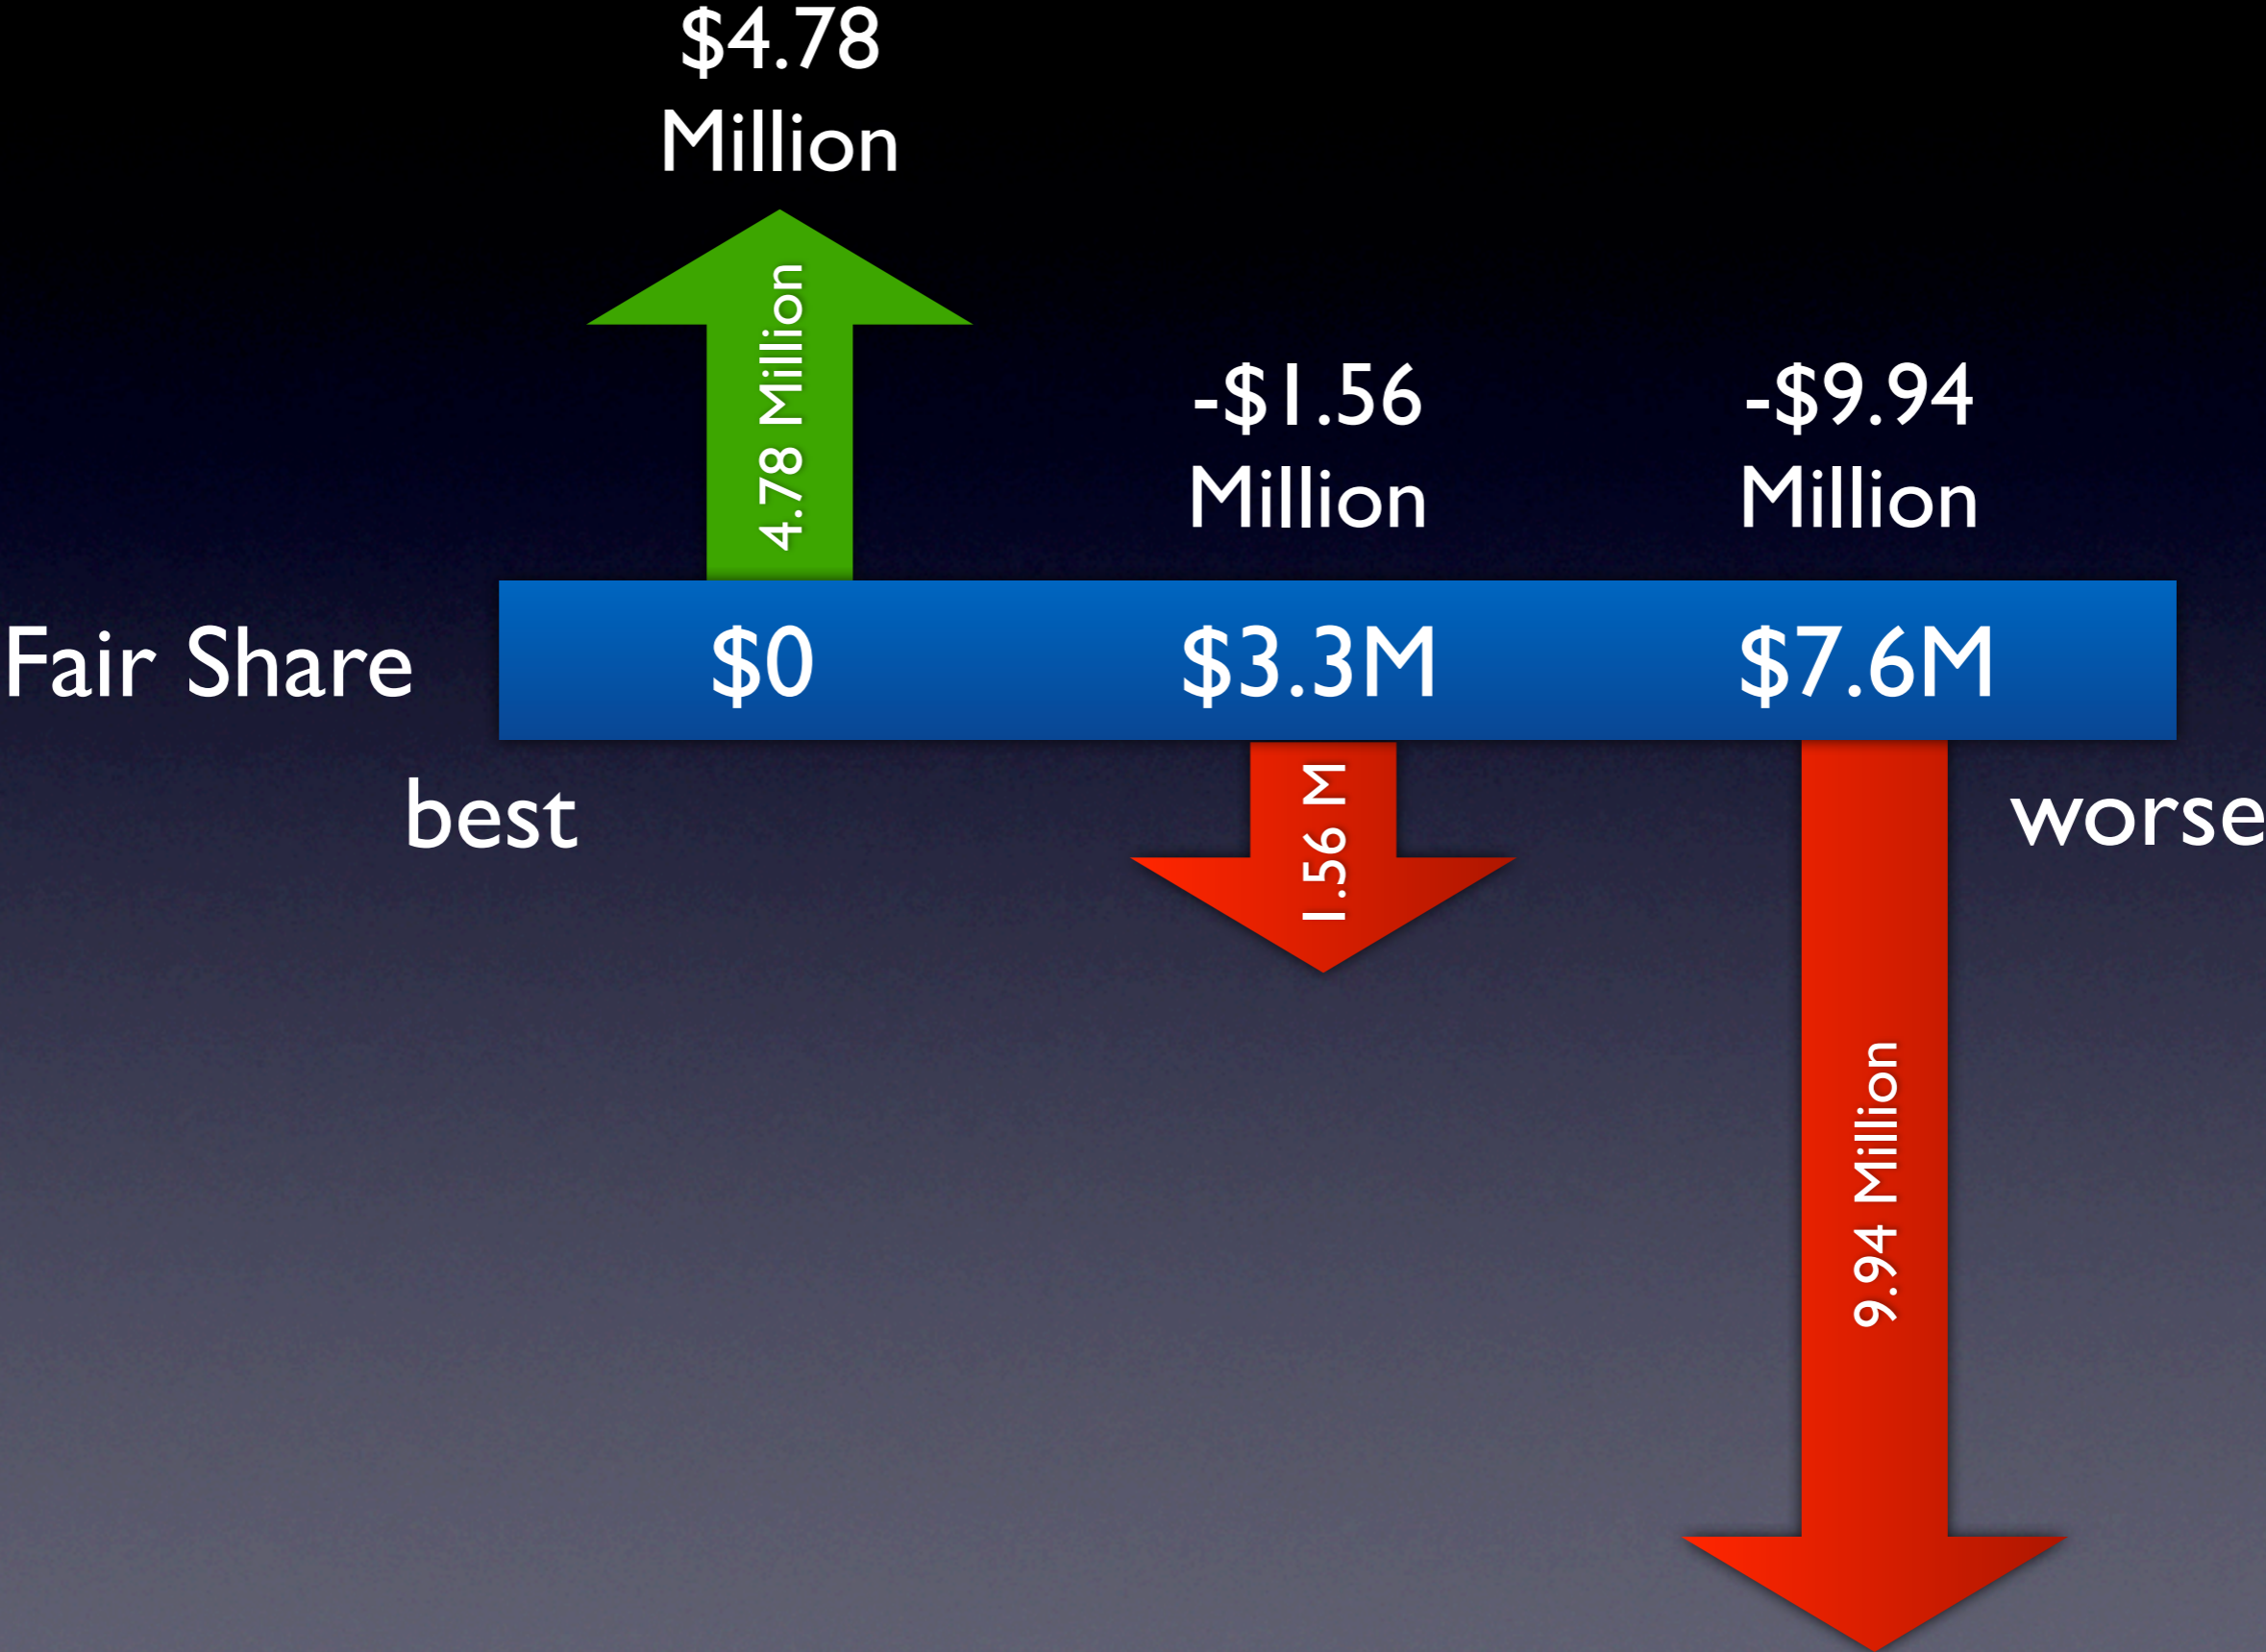 $4.78
Million
4.78 Million
-$1.56
Million
-$9.94
Million
Fair Share
$0
$3.3M
$7.6M
best
1.56 M
worse
9.94 Million